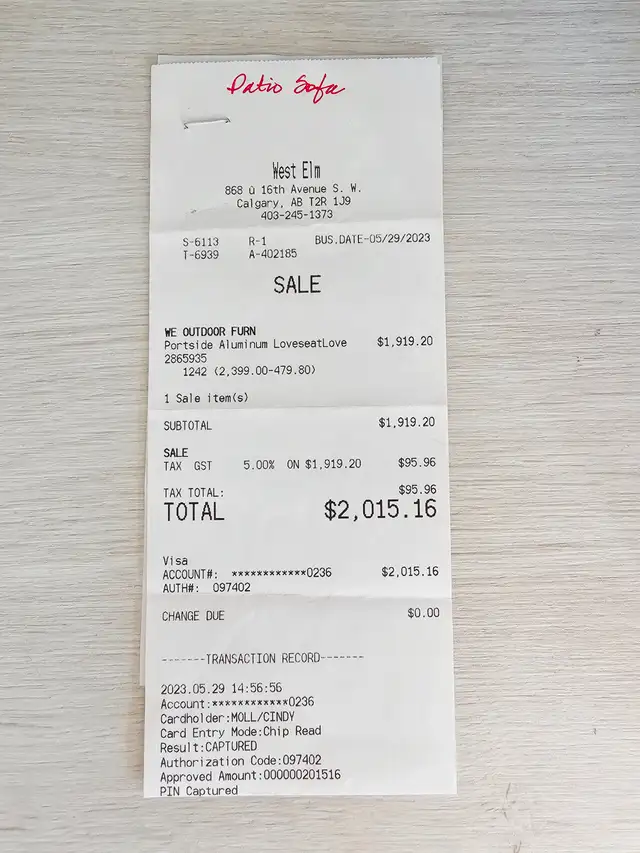 Patio Sofa
West Elm
868 û 16th Avenue S. W.
Calgary, AB T2R 1J9
403-245-1373
S-6113 R-1 BUS.DATE-05/29/2023
T-6939 A-402185
SALE
WE OUTDOOR FURN
Portside Aluminum LoveseatLove $1,919.20
2865935
1242 (2,399.00-479.80)
1 Sale item(s)
SUBTOTAL $1,919.20
SALE
TAX GST 5.00% ON $1,919.20 $95.96
TAX TOTAL: $95.96
TOTAL $2,015.16
Visa
ACCOUNT#: ************0236 $2,015.16
AUTH#: 097402
CHANGE DUE $0.00
-------TRANSACTION RECORD-------
2023.05.29 14:56:56
Account:************0236
Cardholder:MOLL/CINDY
Card Entry Mode:Chip Read
Result:CAPTURED
Authorization Code:097402
Approved Amount:000000201516
PIN Captured